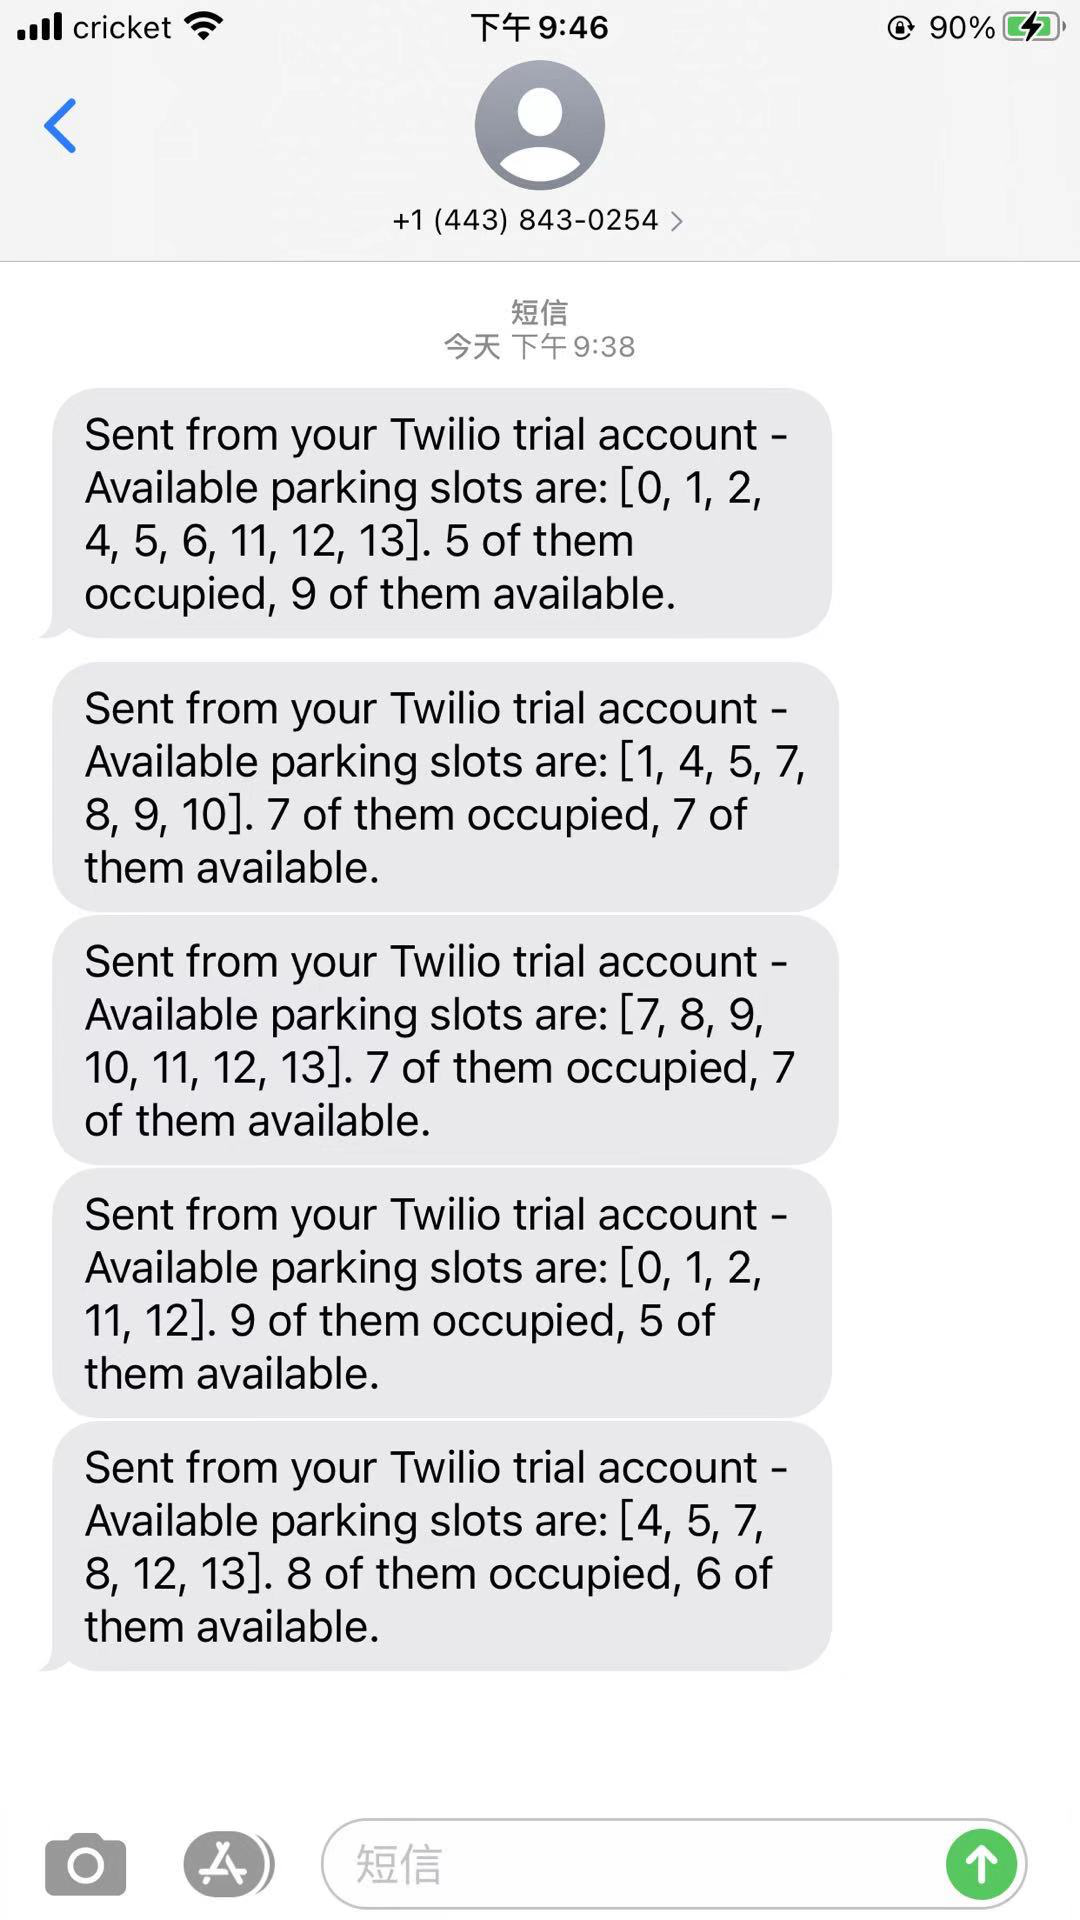 cricket 下午 9:46 90%
+1 (443) 843-0254
短信
今天 下午 9:38
Sent from your Twilio trial account -
Available parking slots are: [0, 1, 2,
4, 5, 6, 11, 12, 13]. 5 of them
occupied, 9 of them available.
Sent from your Twilio trial account -
Available parking slots are: [1, 4, 5, 7,
8, 9, 10]. 7 of them occupied, 7 of
them available.
Sent from your Twilio trial account -
Available parking slots are: [7, 8, 9,
10, 11, 12, 13]. 7 of them occupied, 7
of them available.
Sent from your Twilio trial account -
Available parking slots are: [0, 1, 2,
11, 12]. 9 of them occupied, 5 of
them available.
Sent from your Twilio trial account -
Available parking slots are: [4, 5, 7,
8, 12, 13]. 8 of them occupied, 6 of
them available.
短信